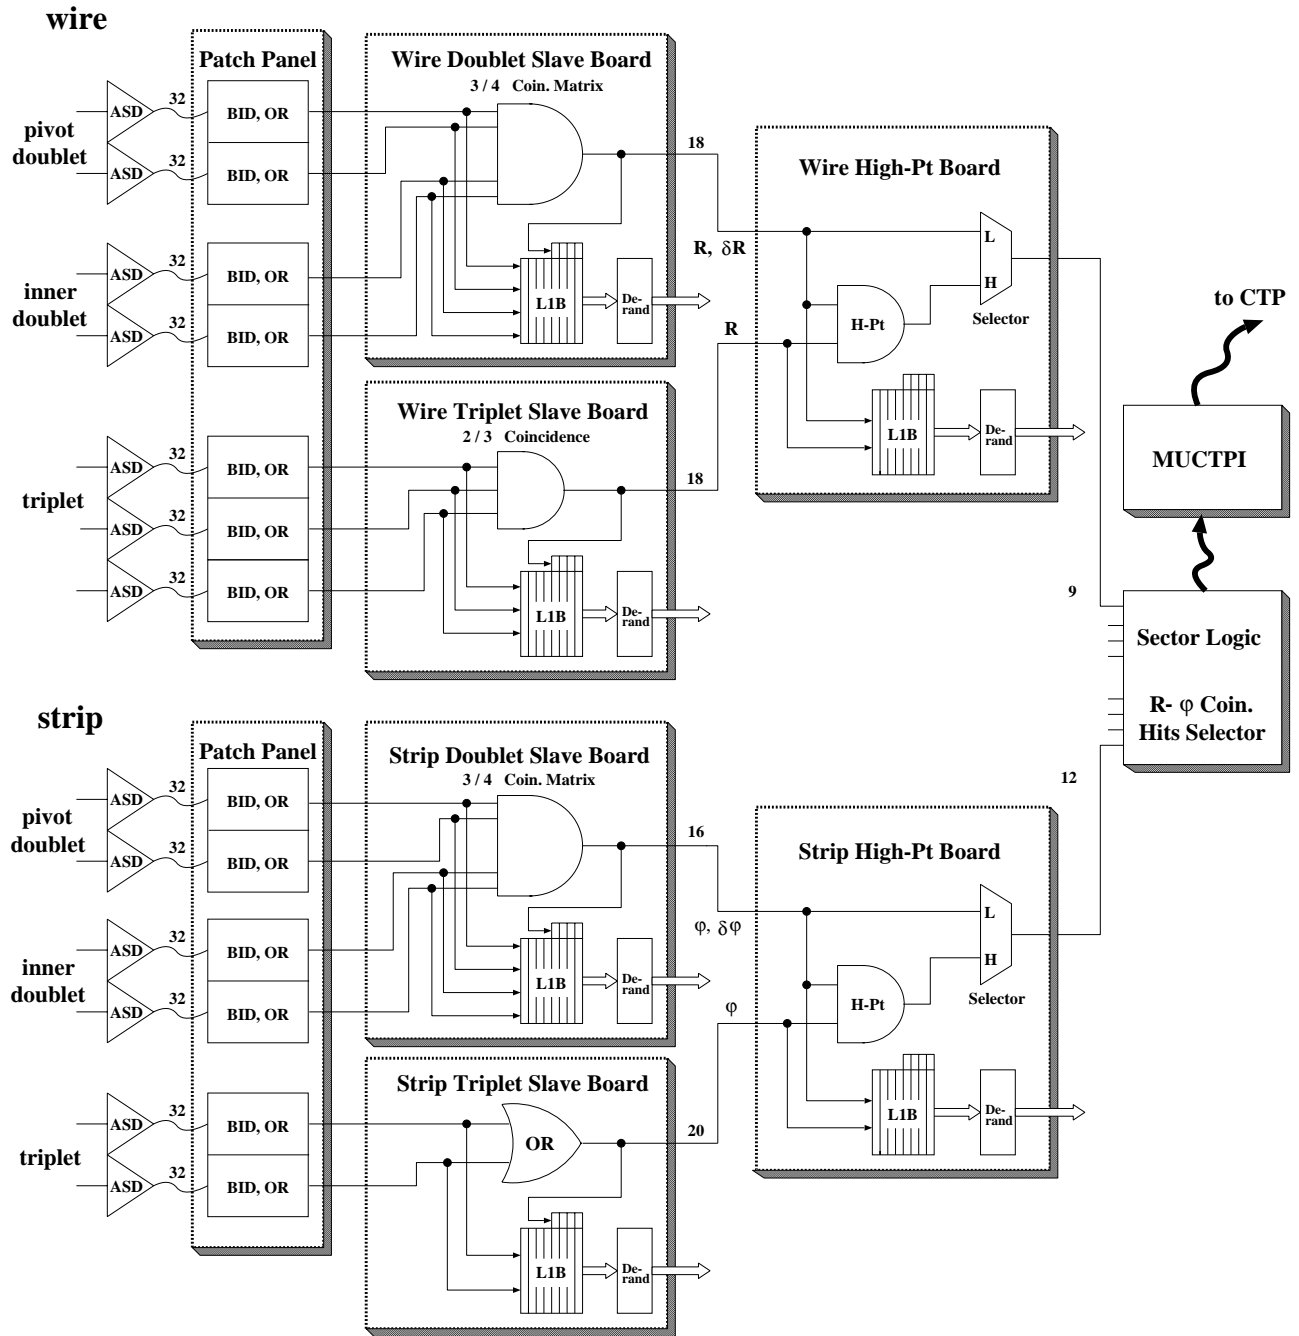 wire
Patch Panel
ASD
32
BID, OR
ASD
32
BID, OR
pivot
doublet
ASD
32
BID, OR
ASD
32
BID, OR
inner
doublet
ASD
32
BID, OR
ASD
32
BID, OR
ASD
32
BID, OR
triplet
Wire Doublet Slave Board
3 / 4 Coin. Matrix
L1B
De-
rand
18
R, δR
Wire Triplet Slave Board
2 / 3 Coincidence
L1B
De-
rand
18
R
Wire High-Pt Board
L
H
Selector
H-Pt
L1B
De-
rand
9
to CTP
MUCTPI
Sector Logic
R- φ Coin.
Hits Selector
12
strip
Patch Panel
ASD
32
BID, OR
ASD
32
BID, OR
pivot
doublet
ASD
32
BID, OR
ASD
32
BID, OR
inner
doublet
ASD
32
BID, OR
ASD
32
BID, OR
triplet
Strip Doublet Slave Board
3 / 4 Coin. Matrix
L1B
De-
rand
16
φ, δφ
Strip Triplet Slave Board
OR
L1B
De-
rand
20
φ
Strip High-Pt Board
L
H
Selector
H-Pt
L1B
De-
rand